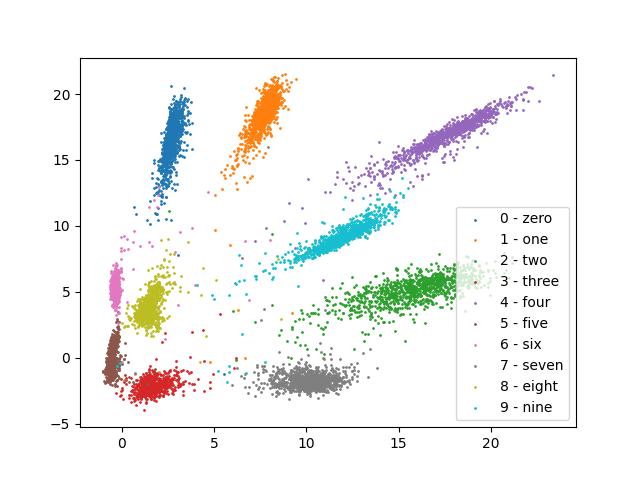 20
15
10
5
0
−5
0
5
10
15
20
0 - zero
1 - one
2 - two
3 - three
4 - four
5 - five
6 - six
7 - seven
8 - eight
9 - nine